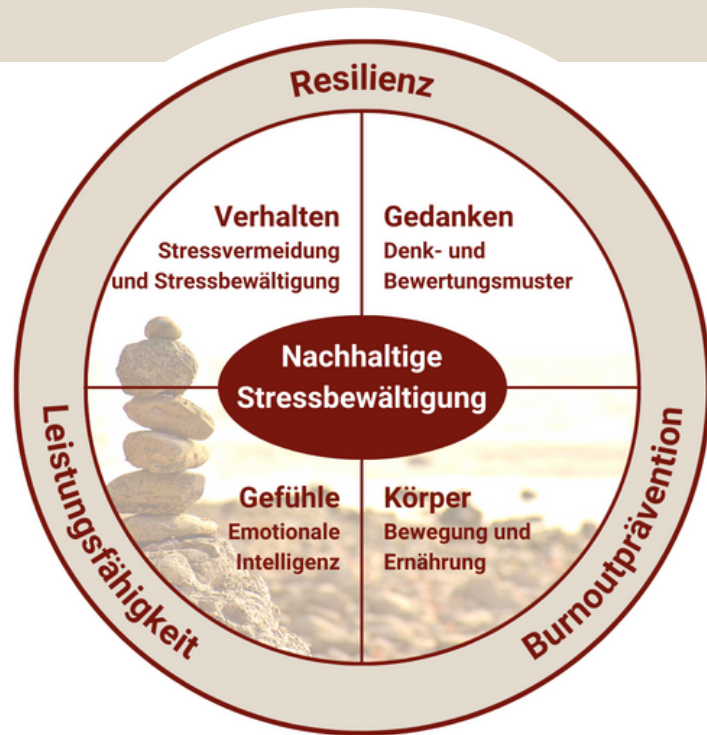 Resilienz
Verhalten
Stressvermeidung
und Stressbewältigung
Gedanken
Denk- und
Bewertungsmuster
Nachhaltige
Stressbewältigung
Gefühle
Emotionale
Intelligenz
Körper
Bewegung und
Ernährung
Leistungsfähigkeit
Burnoutprävention